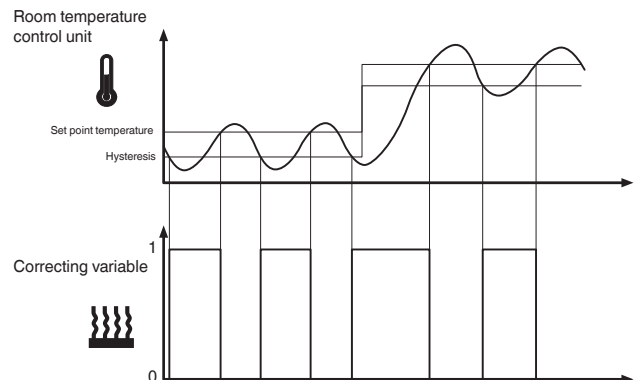 Room temperature
control unit
Set point temperature
Hysteresis
1
Correcting variable
0